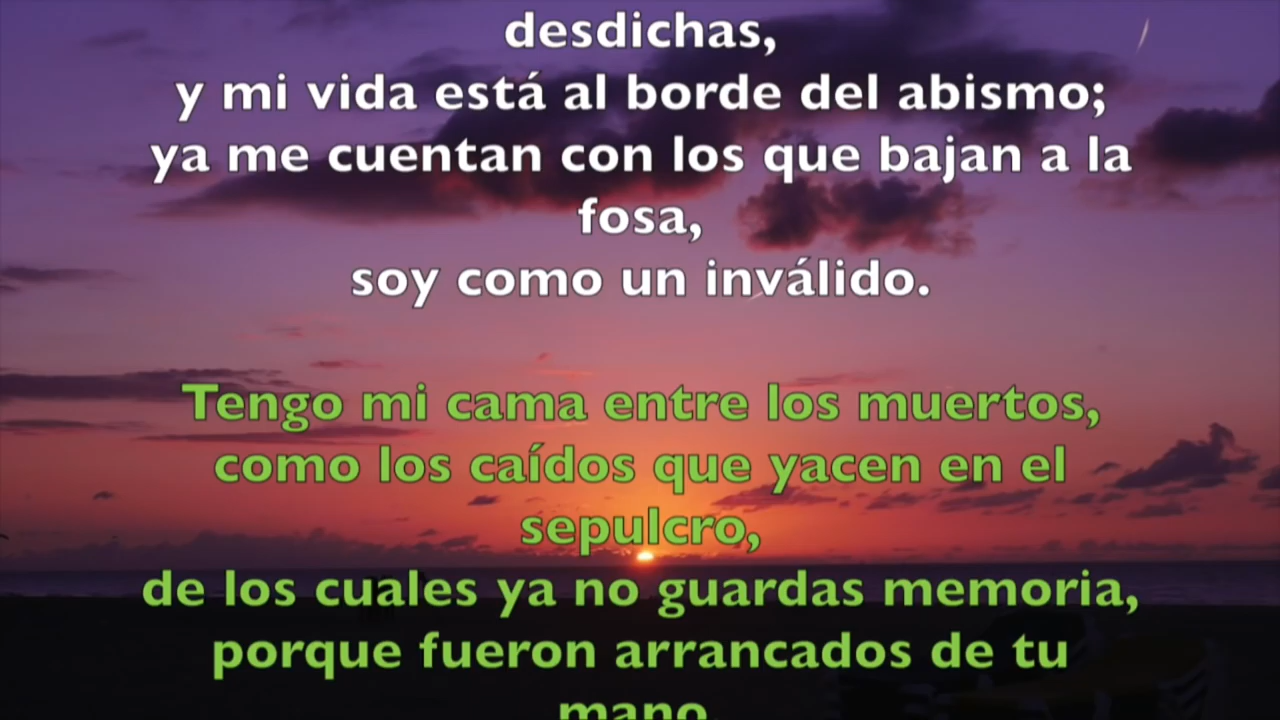 desdichas,
y mi vida está al borde del abismo;
ya me cuentan con los que bajan a la
fosa,
soy como un inválido.
Tengo mi cama entre los muertos,
como los caídos que yacen en el
sepulcro,
de los cuales ya no guardas memoria,
porque fueron arrancados de tu
mano.